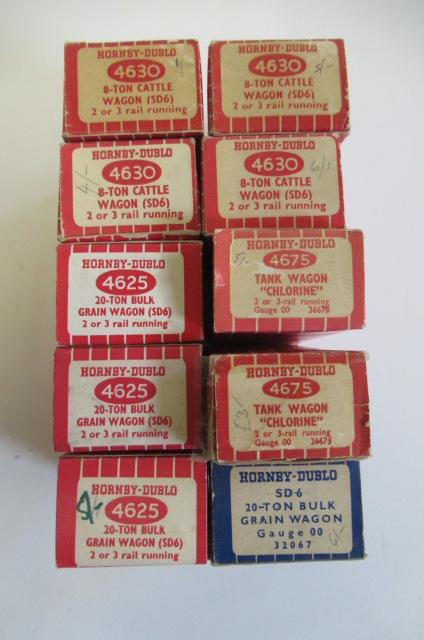 HORNBY-DUBLO
4630
8-TON CATTLE
WAGON (SD6)
2 or 3 rail running
HORNBY-DUBLO
4630
5/-
8-TON CATTLE
WAGON (SD6)
2 or 3 rail running
HORNBY-DUBLO
4630
4/-
8-TON CATTLE
WAGON (SD6)
2 or 3 rail running
HORNBY-DUBLO
4630
8-TON CATTLE
WAGON (SD6)
2 or 3 rail running
HORNBY-DUBLO
4625
20-TON BULK
GRAIN WAGON (SD6)
2 or 3 rail running
HORNBY-DUBLO
5/-
4675
TANK WAGON
"CHLORINE"
2 or 3-rail running
Gauge 00 36675
HORNBY-DUBLO
4625
20-TON BULK
GRAIN WAGON (SD6)
2 or 3 rail running
HORNBY-DUBLO
4675
TANK WAGON
"CHLORINE"
2 or 3-rail running
Gauge 00 36675
HORNBY-DUBLO
4625
20-TON BULK
GRAIN WAGON (SD6)
2 or 3 rail running
HORNBY-DUBLO
SD6
20-TON BULK
GRAIN WAGON
Gauge 00
32067